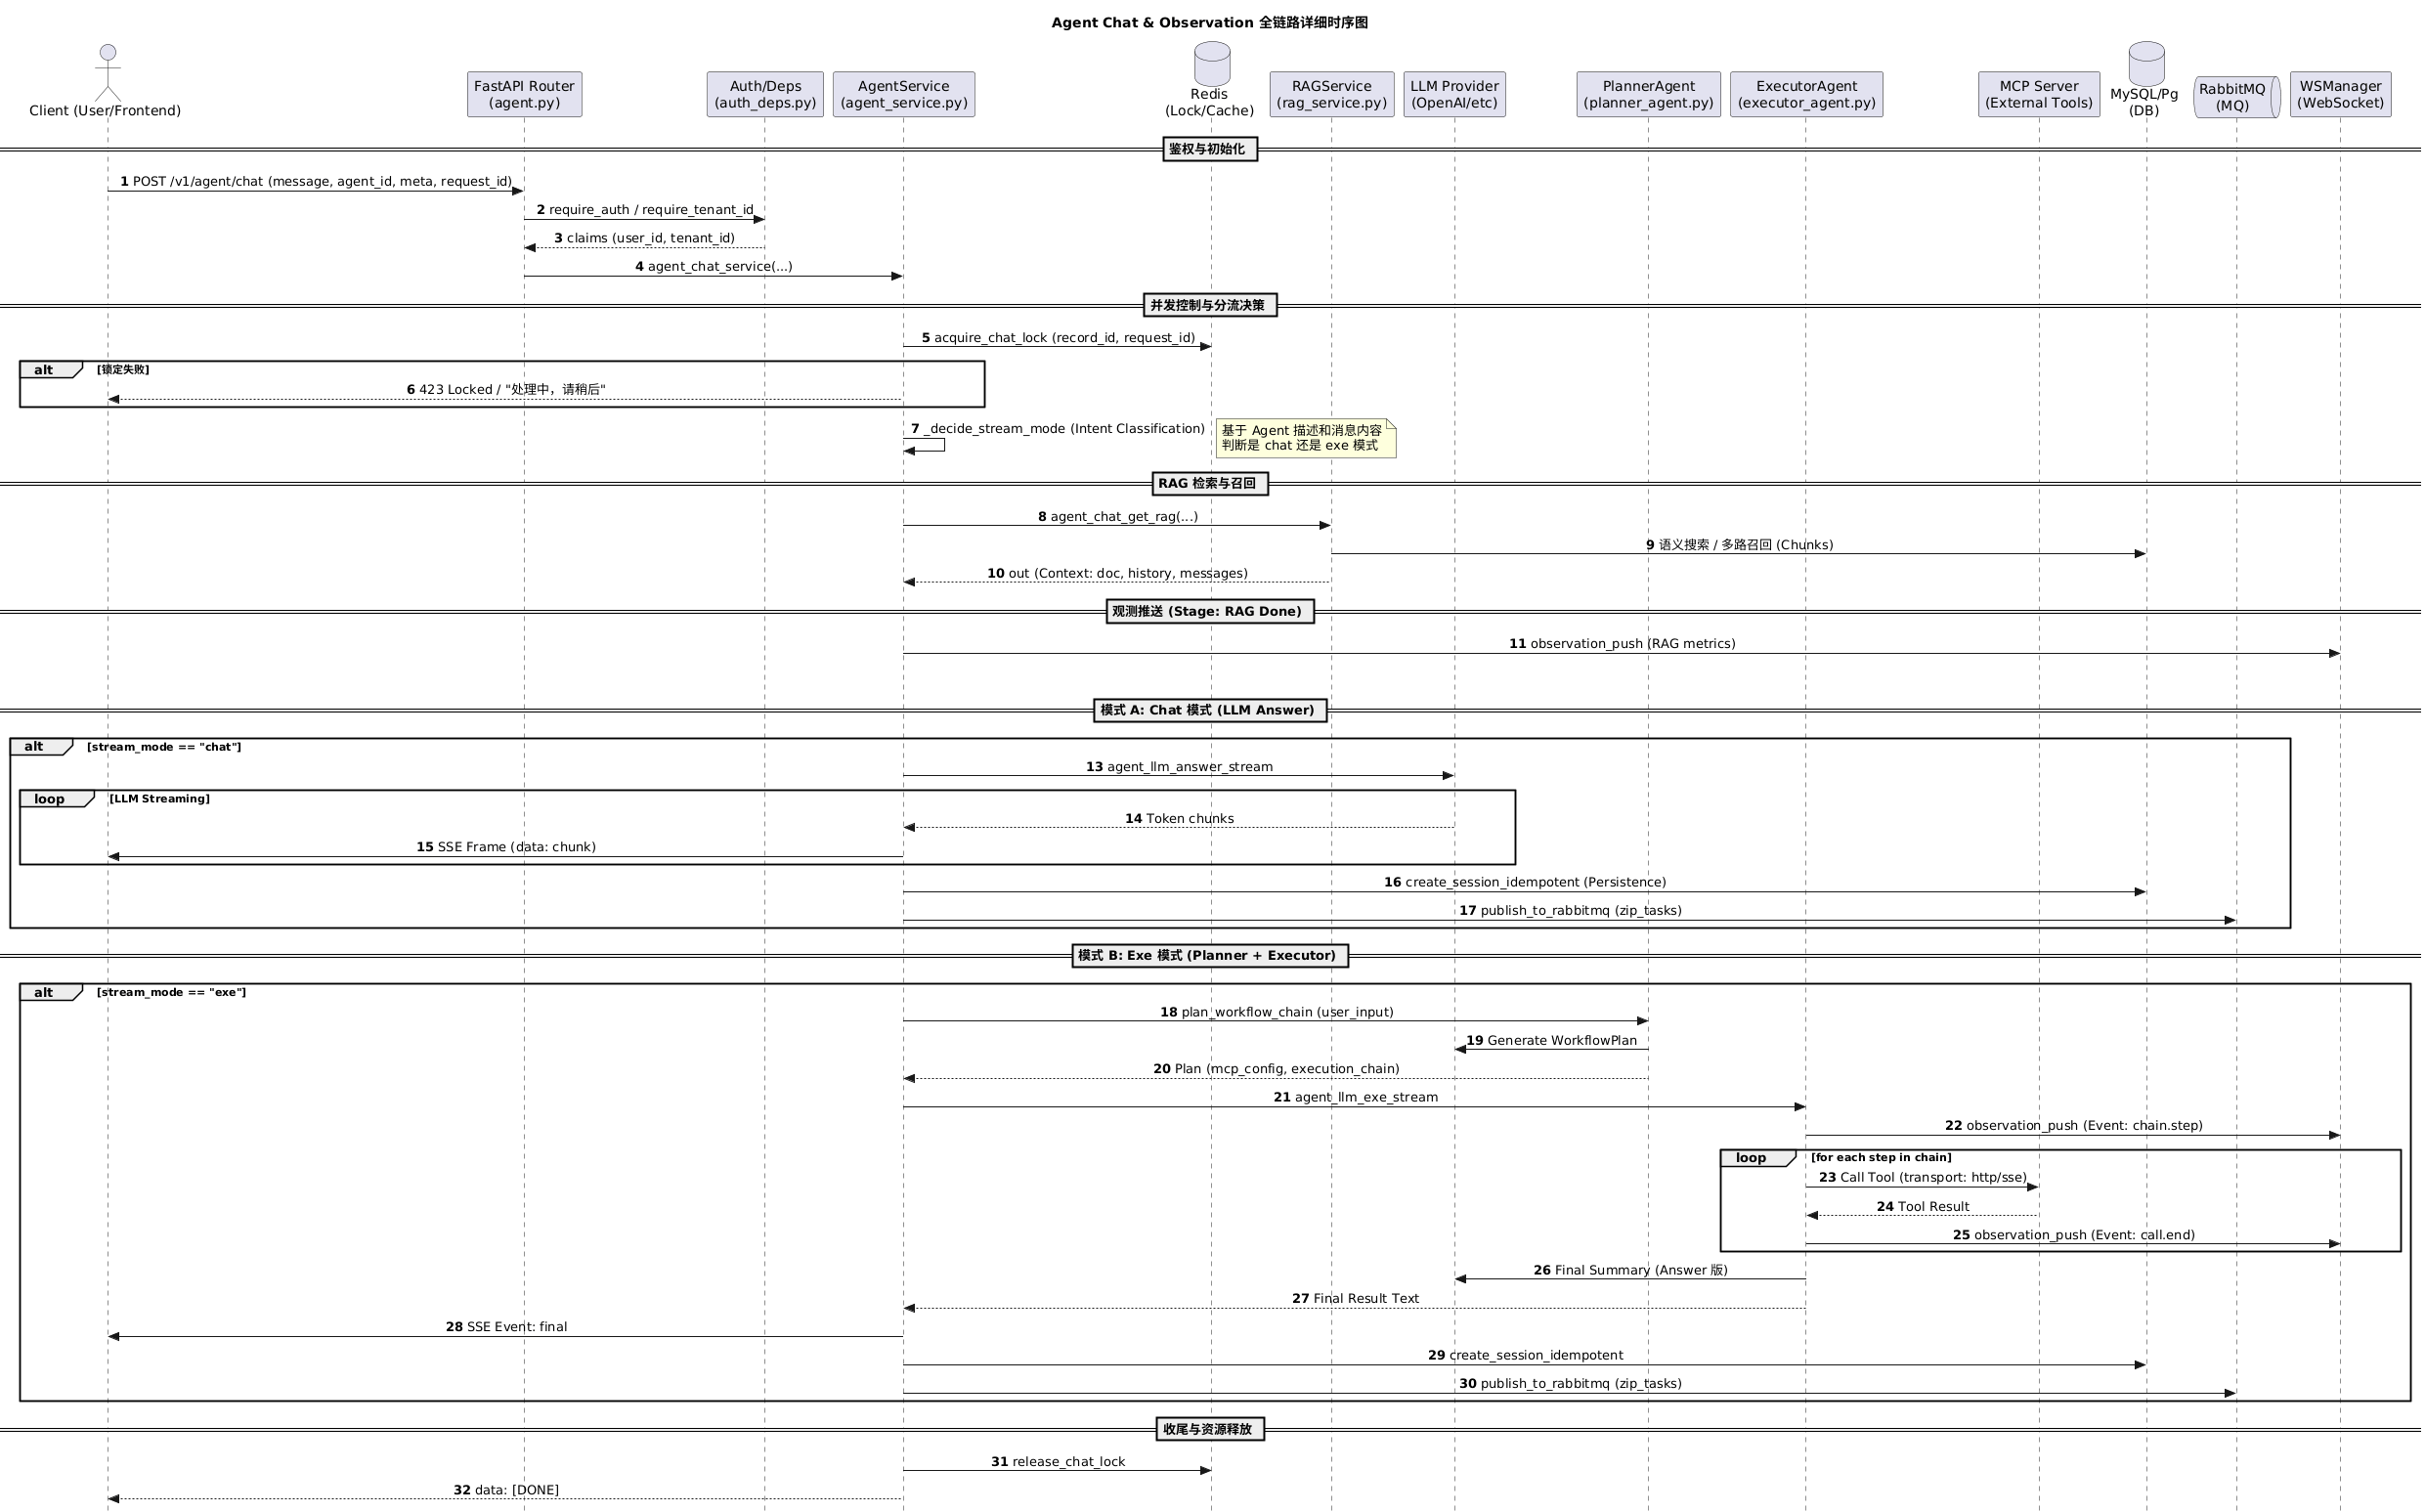 Agent Chat & Observation 全链路详细时序图
Client (User/Frontend)
FastAPI Router
(agent.py)
Auth/Deps
(auth_deps.py)
AgentService
(agent_service.py)
Redis
(Lock/Cache)
RAGService
(rag_service.py)
LLM Provider
(OpenAI/etc)
PlannerAgent
(planner_agent.py)
ExecutorAgent
(executor_agent.py)
MCP Server
(External Tools)
MySQL/Pg
(DB)
RabbitMQ
(MQ)
WSManager
(WebSocket)
鉴权与初始化
1 POST /v1/agent/chat (message, agent_id, meta, request_id)
2 require_auth / require_tenant_id
3 claims (user_id, tenant_id)
4 agent_chat_service(...)
并发控制与分流决策
5 acquire_chat_lock (record_id, request_id)
alt [锁定失败]
6 423 Locked / "处理中，请稍后"
7 _decide_stream_mode (Intent Classification)
基于 Agent 描述和消息内容
判断是 chat 还是 exe 模式
RAG 检索与召回
8 agent_chat_get_rag(...)
9 语义搜索 / 多路召回 (Chunks)
10 out (Context: doc, history, messages)
观测推送 (Stage: RAG Done)
11 observation_push (RAG metrics)
模式 A: Chat 模式 (LLM Answer)
alt [stream_mode == "chat"]
13 agent_llm_answer_stream
loop [LLM Streaming]
14 Token chunks
15 SSE Frame (data: chunk)
16 create_session_idempotent (Persistence)
17 publish_to_rabbitmq (zip_tasks)
模式 B: Exe 模式 (Planner + Executor)
alt [stream_mode == "exe"]
18 plan_workflow_chain (user_input)
19 Generate WorkflowPlan
20 Plan (mcp_config, execution_chain)
21 agent_llm_exe_stream
22 observation_push (Event: chain.step)
loop [for each step in chain]
23 Call Tool (transport: http/sse)
24 Tool Result
25 observation_push (Event: call.end)
26 Final Summary (Answer 版)
27 Final Result Text
28 SSE Event: final
29 create_session_idempotent
30 publish_to_rabbitmq (zip_tasks)
收尾与资源释放
31 release_chat_lock
32 data: [DONE]